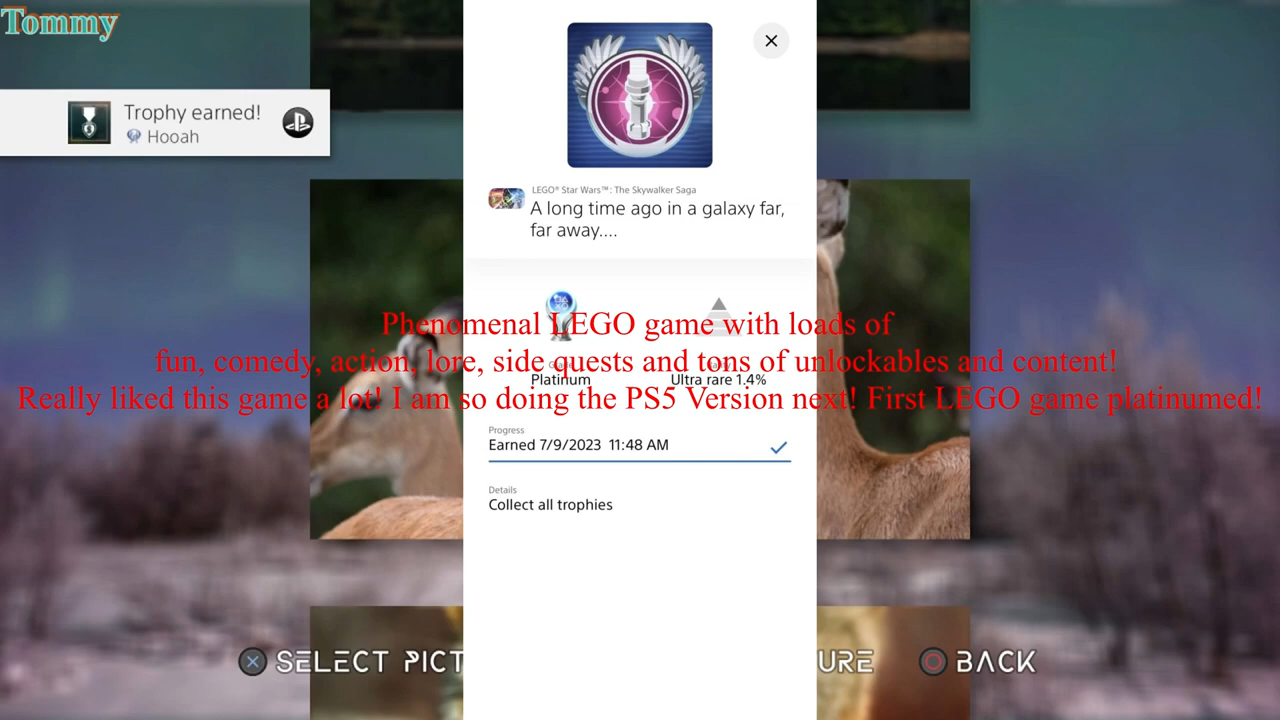 Tommy
Trophy earned!
Hooah
LEGO® Star Wars™: The Skywalker Saga
A long time ago in a galaxy far,
far away....
Phenomenal LEGO game with loads of
fun, comedy, action, lore, side quests and tons of unlockables and content!
Platinum
Ultra rare 1.4%
Really liked this game a lot! I am so doing the PS5 Version next! First LEGO game platinumed!
Progress
Earned 7/9/2023 11:48 AM
Details
Collect all trophies
SELECT PICT
URE
BACK